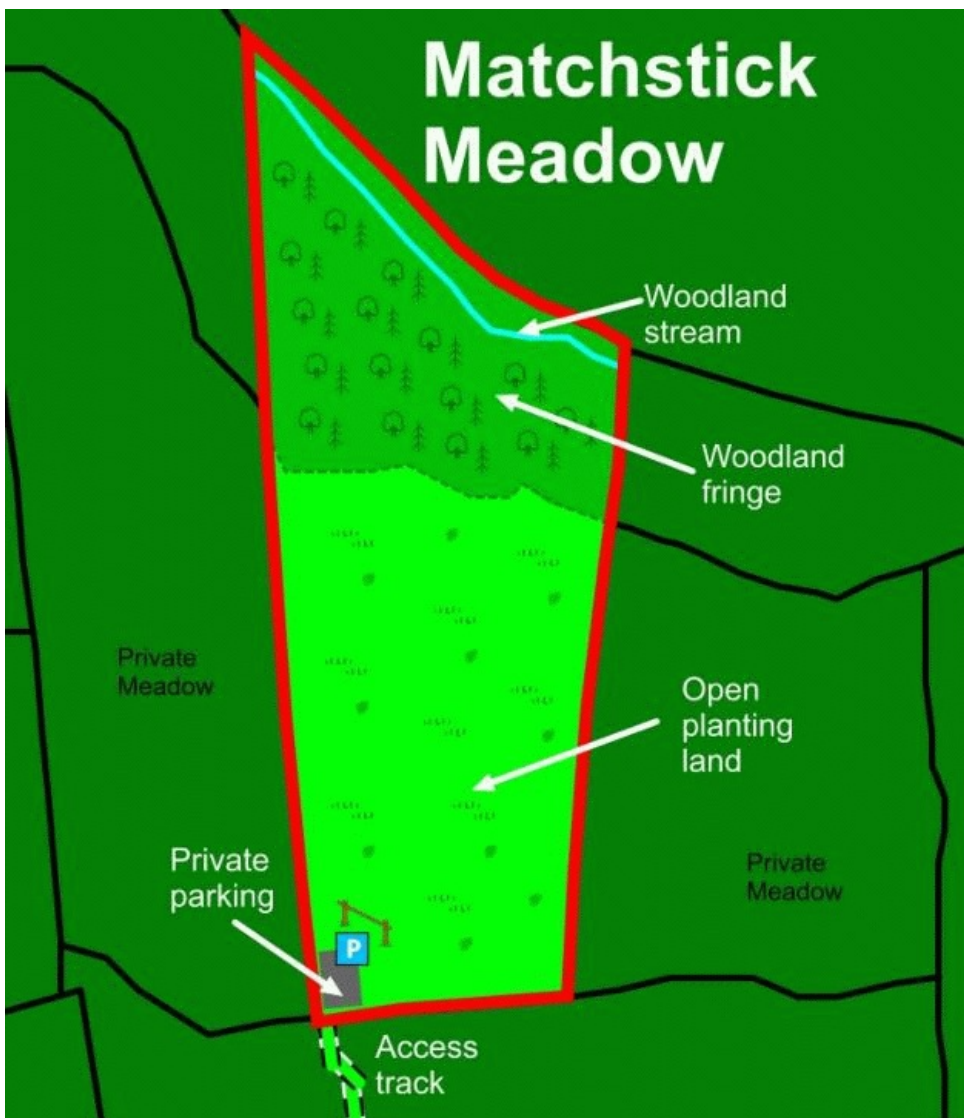 Matchstick
Meadow
Woodland
stream
Woodland
fringe
Private
Meadow
Open
planting
land
Private
parking
Private
Meadow
P
Access
track